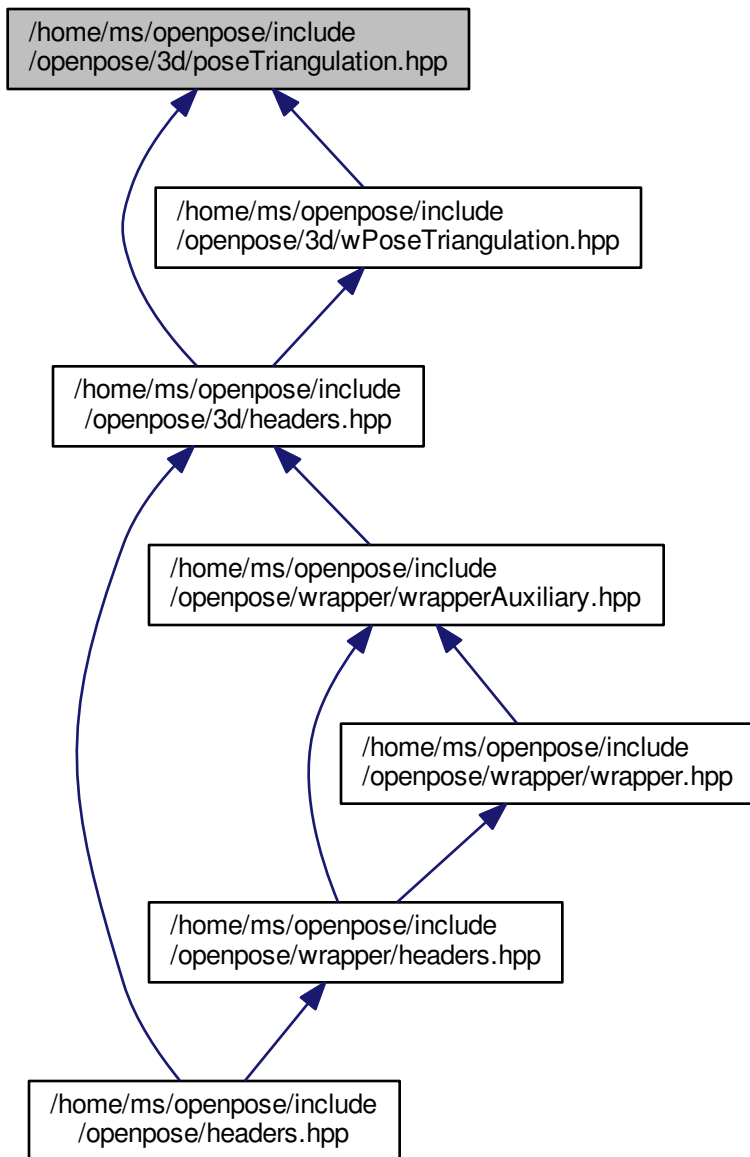 /home/ms/openpose/include
/openpose/3d/poseTriangulation.hpp
/home/ms/openpose/include
/openpose/3d/wPoseTriangulation.hpp
/home/ms/openpose/include
/openpose/3d/headers.hpp
/home/ms/openpose/include
/openpose/wrapper/wrapperAuxiliary.hpp
/home/ms/openpose/include
/openpose/wrapper/wrapper.hpp
/home/ms/openpose/include
/openpose/wrapper/headers.hpp
/home/ms/openpose/include
/openpose/headers.hpp